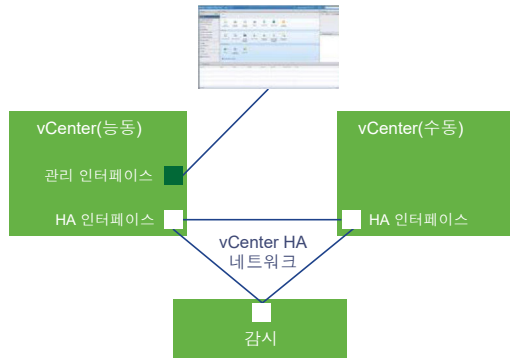 vCenter(능동)
vCenter(수동)
관리 인터페이스
HA 인터페이스
HA 인터페이스
vCenter HA
네트워크
감시